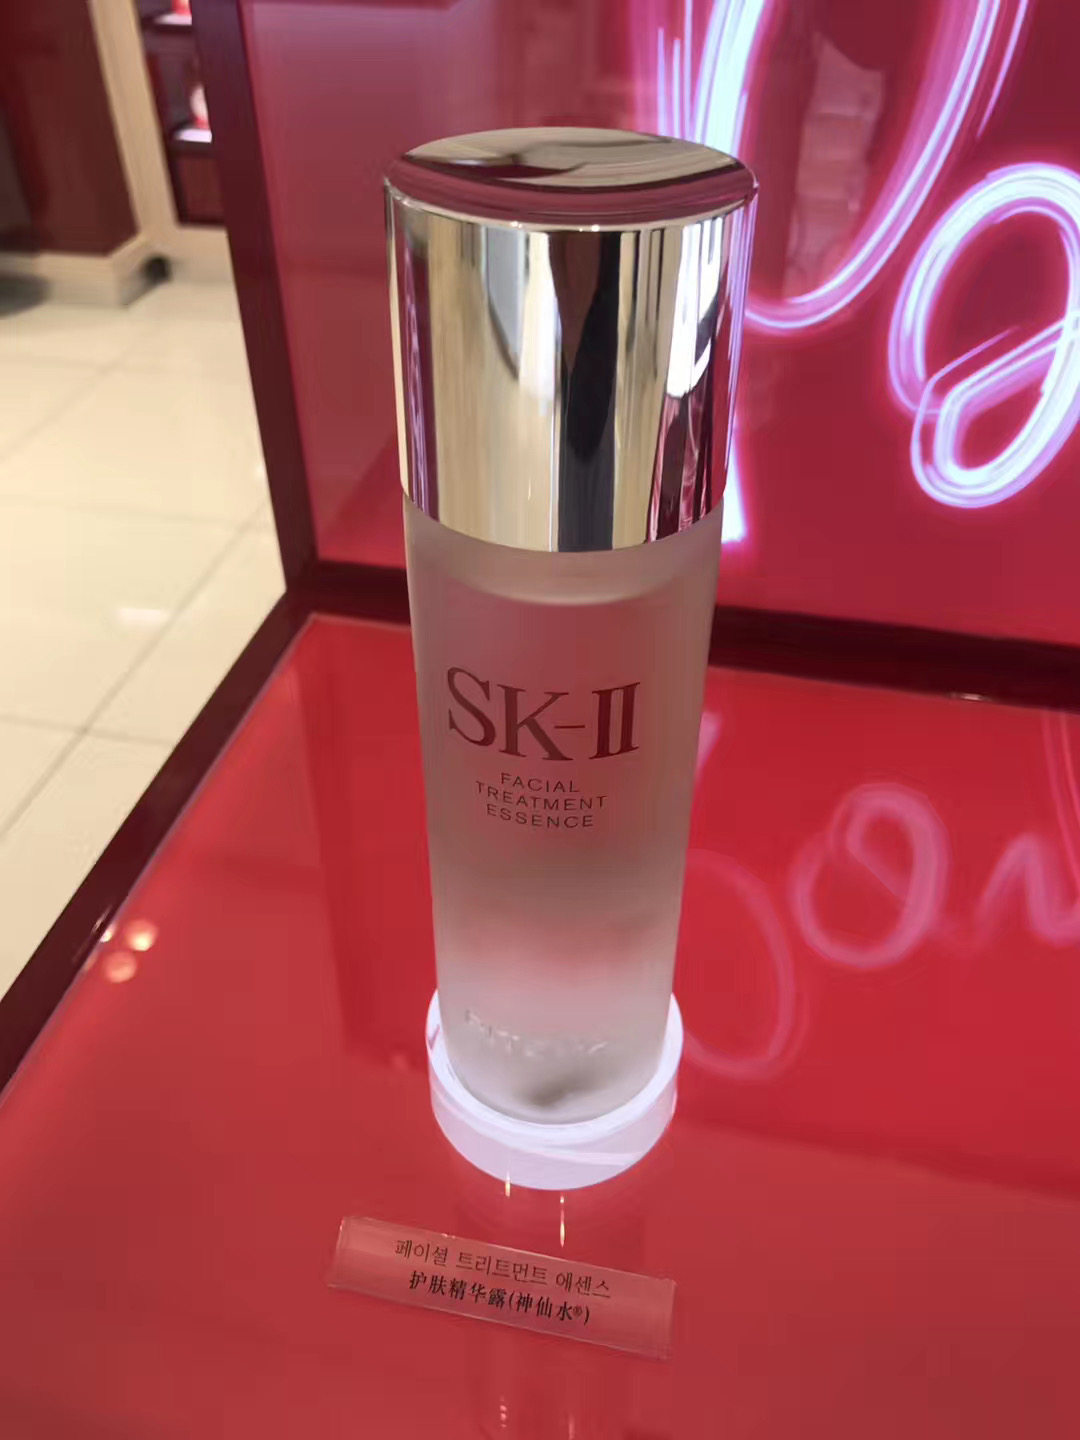 SK-II
FACIAL
TREATMENT
ESSENCE
PITERA™
페이셜 트리트먼트 에센스
护肤精华露(神仙水®)